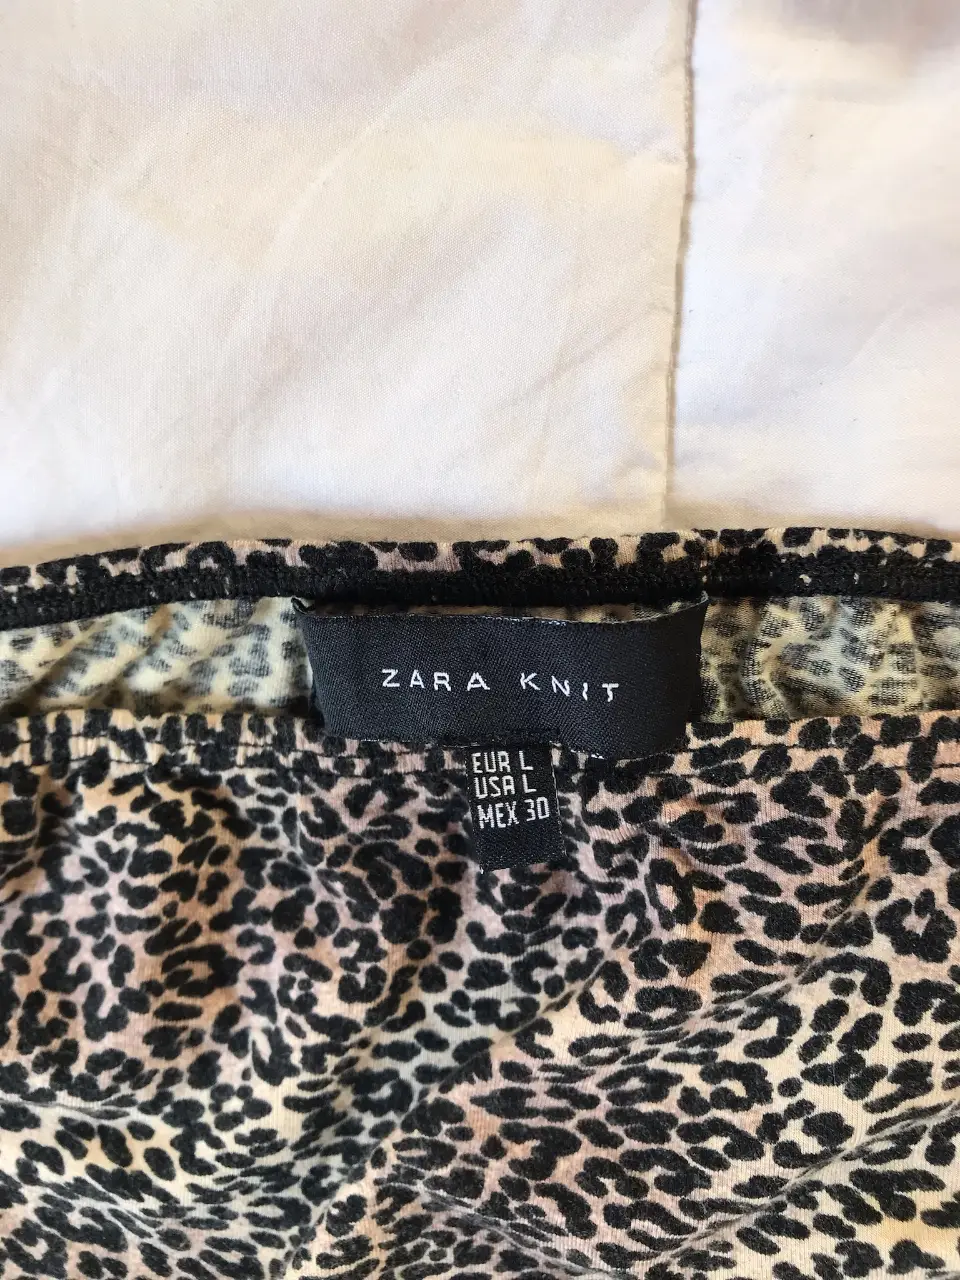 ZARA KNIT
EUR L
USA L
MEX 30